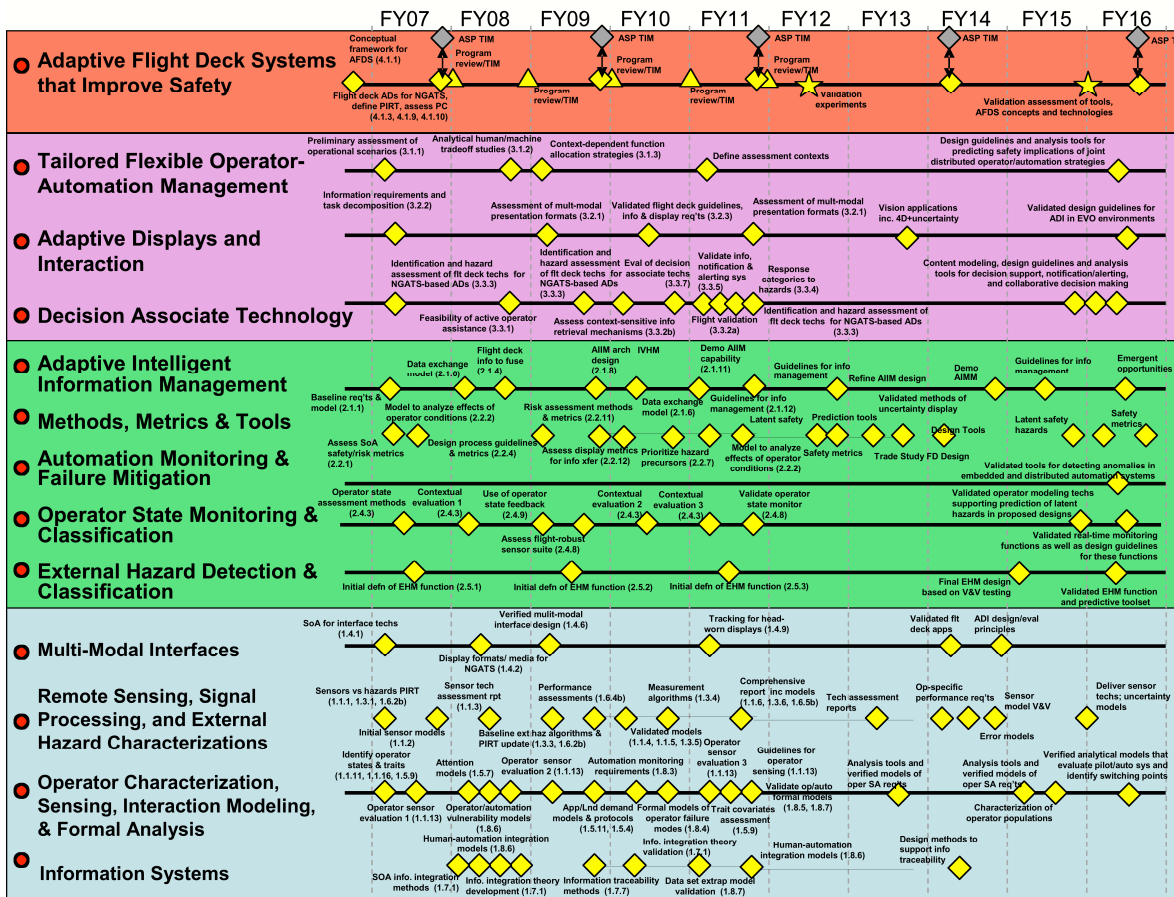 FY07 FY08 FY09 FY10 FY11 FY12 FY13 FY14 FY15 FY16
Adaptive Flight Deck Systems
that Improve Safety
Conceptual
framework for
AFDS (4.1.1)
ASP TIM
Program
review/TIM
Flight deck ADs for NGATS,
define PIRT, assess PC
(4.1.3, 4.1.9, 4.1.10)
Program
review/TIM
ASP TIM
Program
review/TIM
Program
review/TIM
ASP TIM
Program
review/TIM
Validation
experiments
ASP TIM
Validation assessment of tools,
AFDS concepts and technologies
ASP T
Tailored Flexible Operator-
Automation Management
Preliminary assessment of
operational scenarios (3.1.1)
Analytical human/machine
tradeoff studies (3.1.2)
Context-dependent function
allocation strategies (3.1.3)
Define assessment contexts
Design guidelines and analysis tools for
predicting safety implications of joint
distributed operator/automation strategies
Adaptive Displays and
Interaction
Information requirements and
task decomposition (3.2.2)
Assessment of mult-modal
presentation formats (3.2.1)
Validated flight deck guidelines,
info & display req'ts (3.2.3)
Assessment of mult-modal
presentation formats (3.2.1)
Vision applications
inc. 4D+uncertainty
Validated design guidelines for
ADI in EVO environments
Decision Associate Technology
Identification and hazard
assessment of flt deck techs for
NGATS-based ADs (3.3.3)
Feasibility of active operator
assistance (3.3.1)
Identification and
hazard assessment
of flt deck techs for
NGATS-based ADs
(3.3.3)
Assess context-sensitive info
retrieval mechanisms (3.3.2b)
Eval of decision
associate techs
(3.3.7)
Validate info,
notification &
alerting sys
(3.3.5)
Flight validation
(3.3.2a)
Response
categories to
hazards (3.3.4)
Identification and hazard assessment of
flt deck techs for NGATS-based ADs
(3.3.3)
Content modeling, design guidelines and analysis
tools for decision support, notification/alerting,
and collaborative decision making
Adaptive Intelligent
Information Management
Baseline req'ts &
model (2.1.1)
Data exchange
model (2.1.6)
Flight deck
info to fuse
(2.1.4)
AIIM arch
design
(2.1.8)
IVHM
Data exchange
model (2.1.6)
Demo AIIM
capability
(2.1.11)
Guidelines for info
management (2.1.12)
Guidelines for info
management
Refine AIIM design
Demo
AIMM
Guidelines for info
management
Emergent
opportunities
Methods, Metrics & Tools
Assess SoA
safety/risk metrics
(2.2.1)
Model to analyze effects of
operator conditions (2.2.2)
Design process guidelines
& metrics (2.2.4)
Risk assessment methods
& metrics (2.2.11)
Assess display metrics
for info xfer (2.2.12)
Prioritize hazard
precursors (2.2.7)
Latent safety
Model to analyze
effects of operator
conditions (2.2.2)
Prediction tools
Safety metrics
Validated methods of
uncertainty display
Trade Study FD Design
Design Tools
Latent safety
hazards
Safety
metrics
Automation Monitoring &
Failure Mitigation
Validated tools for detecting anomalies in
embedded and distributed automation systems
Operator State Monitoring &
Classification
Operator state
assessment methods
(2.4.3)
Contextual
evaluation 1
(2.4.3)
Use of operator
state feedback
(2.4.9)
Assess flight-robust
sensor suite (2.4.8)
Contextual
evaluation 2
(2.4.3)
Contextual
evaluation 3
(2.4.3)
Validate operator
state monitor
(2.4.8)
Validated operator modeling techs
supporting prediction of latent
hazards in proposed designs
Validated real-time monitoring
functions as well as design guidelines
for these functions
External Hazard Detection &
Classification
Initial defn of EHM function (2.5.1)
Initial defn of EHM function (2.5.2)
Initial defn of EHM function (2.5.3)
Final EHM design
based on V&V testing
Validated EHM function
and predictive toolset
Multi-Modal Interfaces
SoA for interface techs
(1.4.1)
Display formats/ media for
NGATS (1.4.2)
Verified mulit-modal
interface design (1.4.6)
Tracking for head-
worn displays (1.4.9)
Validated flt
deck apps
ADI design/eval
principles
Remote Sensing, Signal
Processing, and External
Hazard Characterizations
Sensors vs hazards PIRT
(1.1.1, 1.3.1, 1.6.2b)
Initial sensor models
(1.1.2)
Sensor tech
assessment rpt
(1.1.3)
Baseline ext haz algorithms &
PIRT update (1.3.3, 1.6.2b)
Performance
assessments (1.6.4b)
Validated models
(1.1.4, 1.1.5, 1.3.5)
Measurement
algorithms (1.3.4)
Comprehensive
report inc models
(1.1.6, 1.3.6, 1.6.5b)
Tech assessment
reports
Op-specific
performance req'ts
Sensor
model V&V
Error models
Deliver sensor
techs; uncertainty
models
Operator Characterization,
Sensing, Interaction Modeling,
& Formal Analysis
Identify operator
states & traits
(1.1.11, 1.1.16, 1.5.9)
Operator sensor
evaluation 1 (1.1.13)
Attention
models (1.5.7)
Operator/automation
vulnerability models
(1.8.6)
Operator sensor
evaluation 2 (1.1.13)
App/Lnd demand
models & protocols
(1.5.11, 1.5.4)
Automation monitoring
requirements (1.8.3)
Formal models of
operator failure
modes (1.8.4)
Operator
sensor
evaluation 3
(1.1.13)
Trait covariates
assessment
(1.5.9)
Guidelines for
operator
sensing (1.1.13)
Validate op/auto
formal models
(1.8.5, 1.8.7)
Analysis tools and
verified models of
oper SA req'ts
Analysis tools and
verified models of
oper SA req'ts
Characterization of
operator populations
Verified analytical models that
evaluate pilot/auto sys and
identify switching points
Information Systems
SOA info. integration
methods (1.7.1)
Human-automation integration
models (1.8.6)
Info. integration theory
development (1.7.1)
Information traceability
methods (1.7.7)
Info. integration theory
validation (1.7.1)
Data set extrap model
validation (1.8.7)
Human-automation
integration models (1.8.6)
Design methods to
support info
traceability